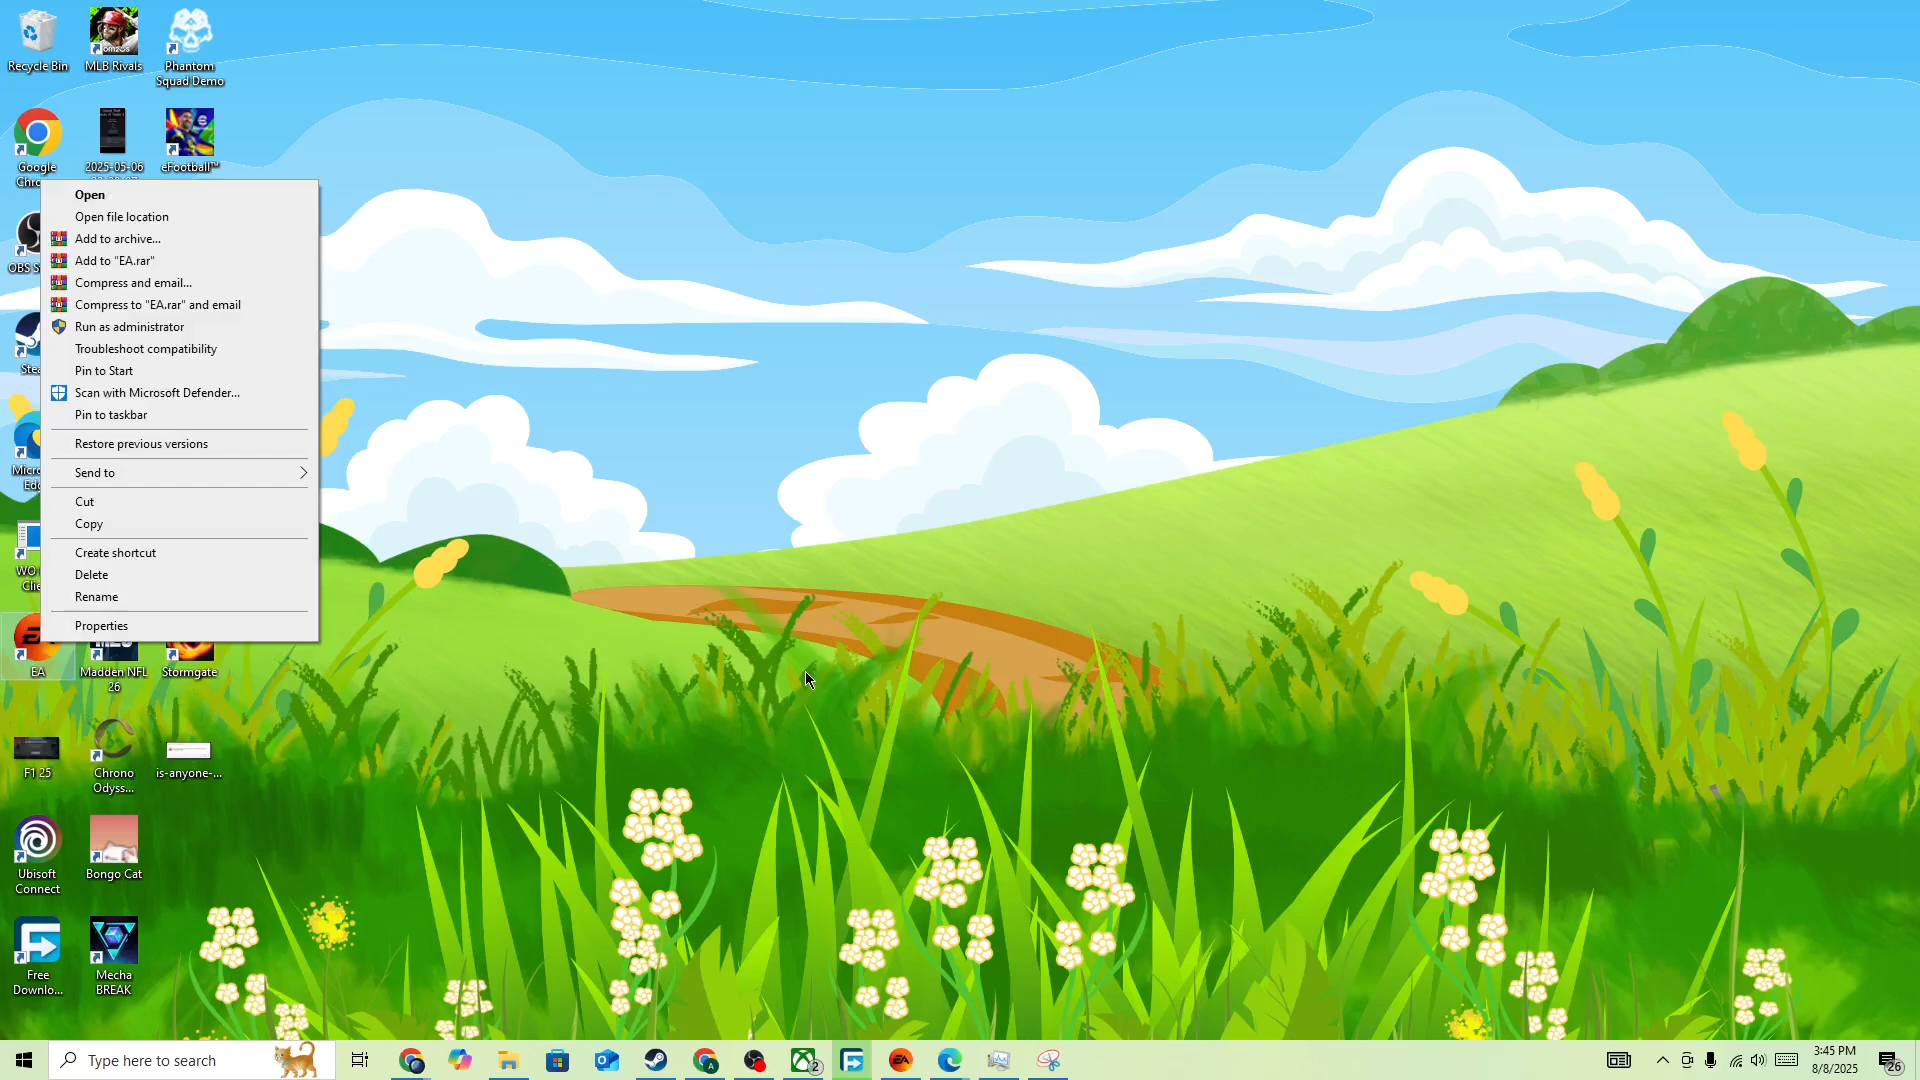 Recycle Bin
MLB Rivals
Phantom
Squad Demo
Google
2025-05-06
eFootball™
Open
Open file location
Add to archive...
Add to "EA.rar"
Compress and email...
Compress to "EA.rar" and email
Run as administrator
Troubleshoot compatibility
Pin to Start
Scan with Microsoft Defender...
Pin to taskbar
Restore previous versions
Send to
Cut
Copy
Create shortcut
Delete
Rename
Properties
OBS
WO
EA
Madden NFL
26
Stormgate
F1 25
Chrono
Odyss...
is-anyone-...
Ubisoft
Connect
Bongo Cat
Free
Downlo...
Mecha
BREAK
Type here to search
2
3:45 PM
8/8/2025
26